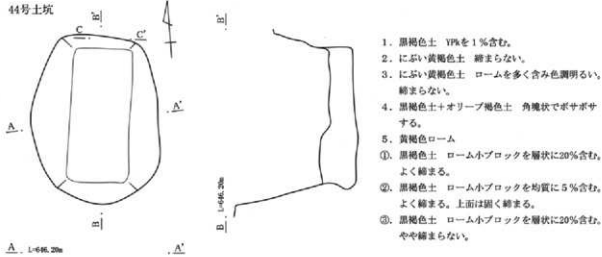 44号土坑
B'
C
C'
A
A'
B
A L=646.20m
A'
B'
L=646.20m
B
1．黒褐色土 YPkを1％含む。
2．にぶい黄褐色土 締まらない。
3．にぶい黄褐色土 ロームを多く含み色調明るい。
締まらない。
4．黒褐色土＋オリーブ褐色土 角塊状でボサボサ
する。
5．黄褐色ローム
①．黒褐色土 ローム小ブロックを層状に20％含む。
よく締まる。
②．黒褐色土 ローム小ブロックを均質に5％含む。
よく締まる。上面は固く締まる。
③．黒褐色土 ローム小ブロックを層状に20％含む。
やや締まらない。